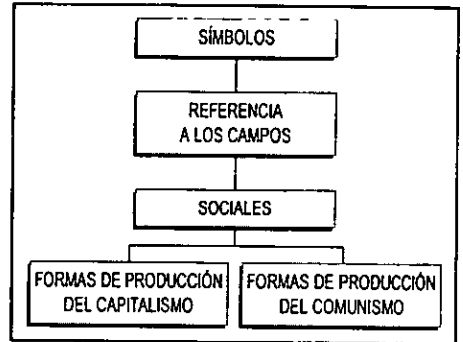 SÍMBOLOS
REFERENCIA
A LOS CAMPOS
SOCIALES
FORMAS DE PRODUCCIÓN
DEL CAPITALISMO
FORMAS DE PRODUCCIÓN
DEL COMUNISMO